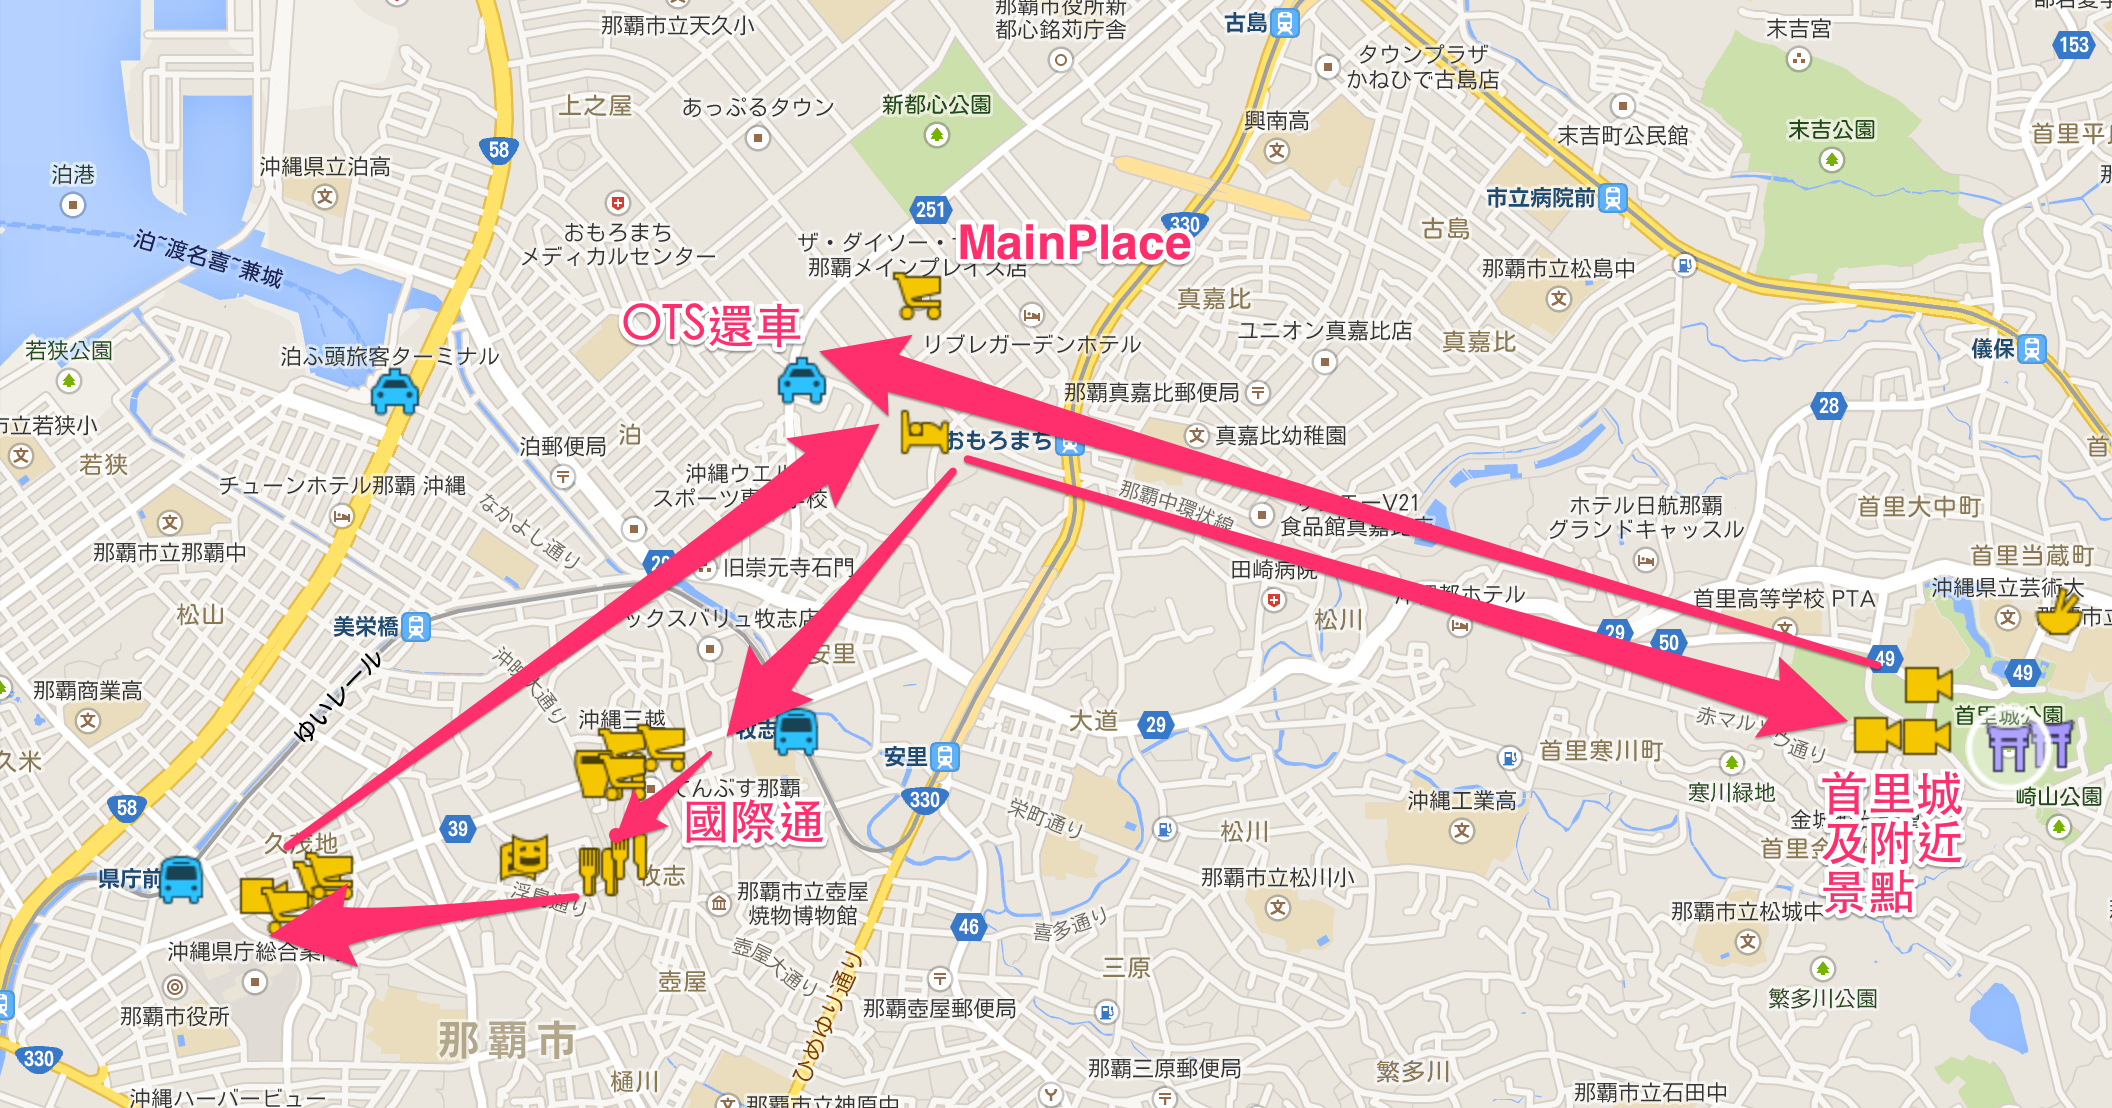 那覇市役所新
都心銘苅庁舎
那覇市立天久小
古島
末吉宮
153
タウンプラザ
かねひで古島店
上之屋
あっぷるタウン
新都心公園
興南高
末吉町公民館
末吉公園
首里平
58
沖縄県立泊高
泊港
251
330
市立病院前
古島
おもろまち
メディカルセンター
泊~渡名喜~兼城
ザ・ダイソー・
那覇メインプレイス店
MainPlace
那覇市立松島中
真嘉比
OTS還車
リブレガーデンホテル
ユニオン真嘉比店
真嘉比
儀保
若狭公園
泊ふ頭旅客ターミナル
那覇真嘉比郵便局
28
市立若狭小
泊郵便局
泊
おもろまち
真嘉比幼稚園
首
若狭
チューンホテル那覇 沖縄
沖縄ウエル
スポーツ専
学校
なかよし通り
那覇中環状線
モーV21
食品館真嘉比店
ホテル日航那覇
グランドキャッスル
首里大中町
那覇市立那覇中
旧崇元寺石門
田崎病院
首里当蔵町
沖縄県立芸術大
松山
美栄橋
ックスバリュ牧志店
松川
都ホテル
首里高等学校 PTA
29
50
49
49
安里
沖映大通り
ゆいレール
那覇商業高
沖縄三越
牧志
大道
29
赤マルソウ通り
首里城公園
久米
安里
首里寒川町
寒川緑地
てんぶす那覇
國際通
58
久茂地
39
330
栄町通り
松川
沖縄工業高
首里城
及附近
景點
崎山公園
金城
首里金
県庁前
浮島通り
牧志
那覇市立壺屋
焼物博物館
那覇市立松川小
那覇市立松城中
46
喜多通り
沖縄県庁総合案内
壺屋大通り
壺屋
三原
ひめゆり通り
那覇市役所
那覇壺屋郵便局
繁多川公園
那覇市
330
那覇三原郵便局
繁多川
樋川
沖縄ハーバービュー
那覇市立神原中
那覇市立石田中